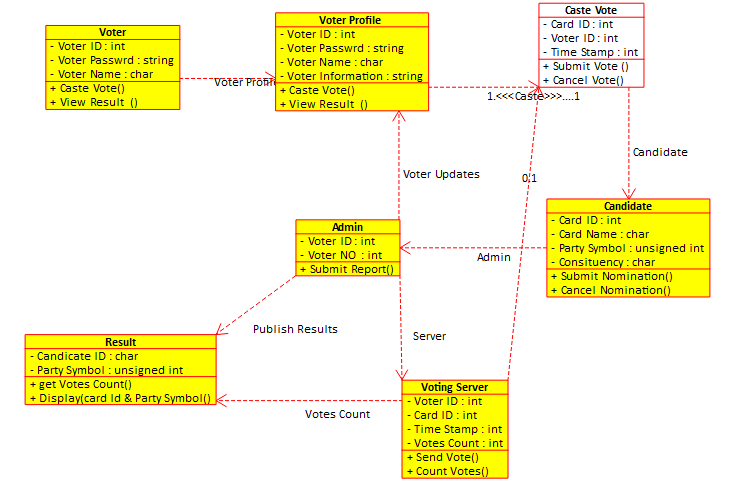 Voter
- Voter ID : int
- Voter Passwrd : string
- Voter Name : char
+ Caste Vote()
+ View Result ()
Voter Profile
Voter Profile
- Voter ID : int
- Voter Passwrd : string
- Voter Name : char
- Voter Information : string
+ Caste Vote()
+ View Result ()
1.<<<Caste>>>....1
Caste Vote
- Card ID : int
- Voter ID : int
- Time Stamp : int
+ Submit Vote ()
+ Cancel Vote()
Candidate
Voter Updates
0.1
Candidate
- Card ID : int
- Card Name : char
- Party Symbol : unsigned int
- Consituency : char
+ Submit Nomination()
+ Cancel Nomination()
Admin
Admin
- Voter ID : int
- Voter NO : int
+ Submit Report()
Publish Results
Server
Result
- Candicate ID : char
- Party Symbol : unsigned int
+ get Votes Count()
+ Display(card Id & Party Symbol()
Votes Count
Voting Server
- Voter ID : int
- Card ID : int
- Time Stamp : int
- Votes Count : int
+ Send Vote()
+ Count Votes()